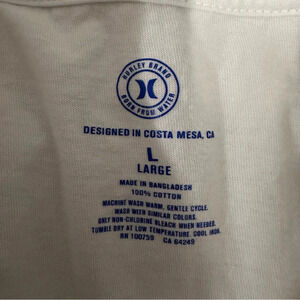 HURLEY BRAND
BORN FROM WATER
DESIGNED IN COSTA MESA, CA
L
LARGE
MADE IN BANGLADESH
100% COTTON
MACHINE WASH WARM, GENTLE CYCLE.
WASH WITH SIMILAR COLORS.
ONLY NON-CHLORINE BLEACH WHEN NEEDED.
TUMBLE DRY AT LOW TEMPERATURE. COOL IRON.
RN 100759 CA 64249